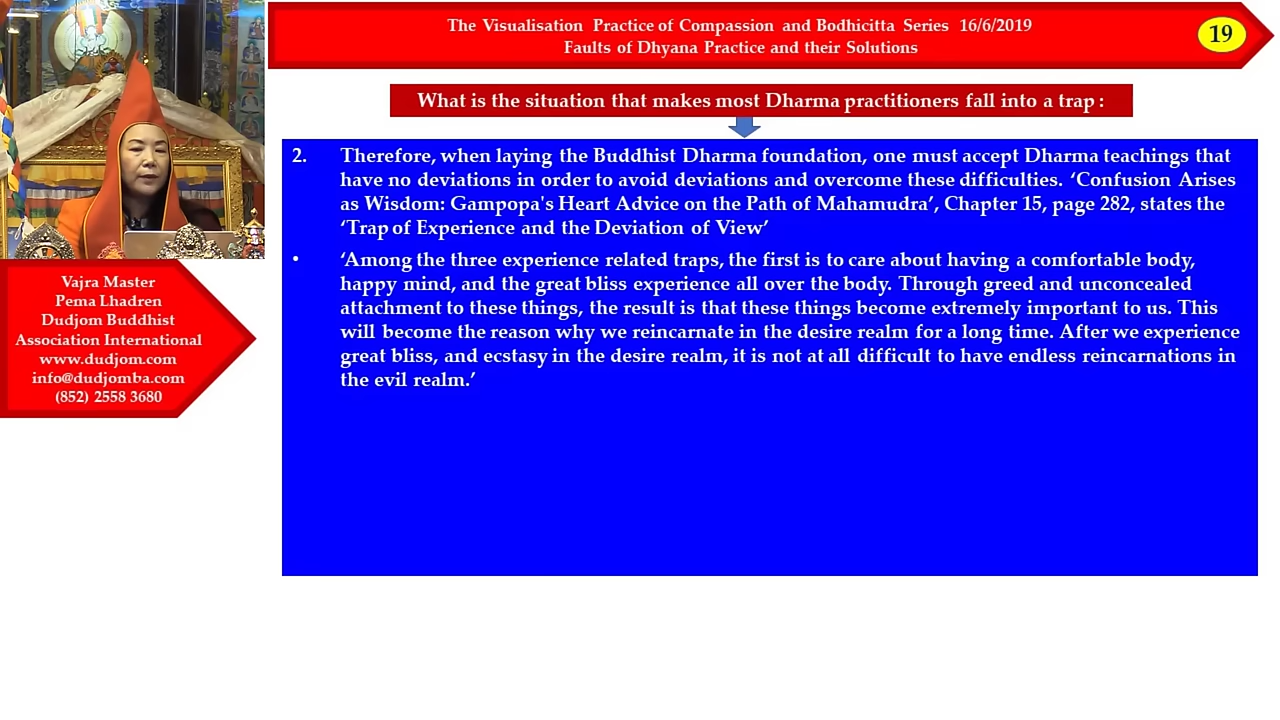 The Visualisation Practice of Compassion and Bodhicitta Series 16/6/2019
Faults of Dhyana Practice and their Solutions
19
What is the situation that makes most Dharma practitioners fall into a trap :
2. Therefore, when laying the Buddhist Dharma foundation, one must accept Dharma teachings that
have no deviations in order to avoid deviations and overcome these difficulties. ‘Confusion Arises
as Wisdom: Gampopa's Heart Advice on the Path of Mahamudra’, Chapter 15, page 282, states the
‘Trap of Experience and the Deviation of View’
• ‘Among the three experience related traps, the first is to care about having a comfortable body,
happy mind, and the great bliss experience all over the body. Through greed and unconcealed
attachment to these things, the result is that these things become extremely important to us. This
will become the reason why we reincarnate in the desire realm for a long time. After we experience
great bliss, and ecstasy in the desire realm, it is not at all difficult to have endless reincarnations in
the evil realm.’
Vajra Master
Pema Lhadren
Dudjom Buddhist
Association International
www.dudjom.com
info@dudjomba.com
(852) 2558 3680